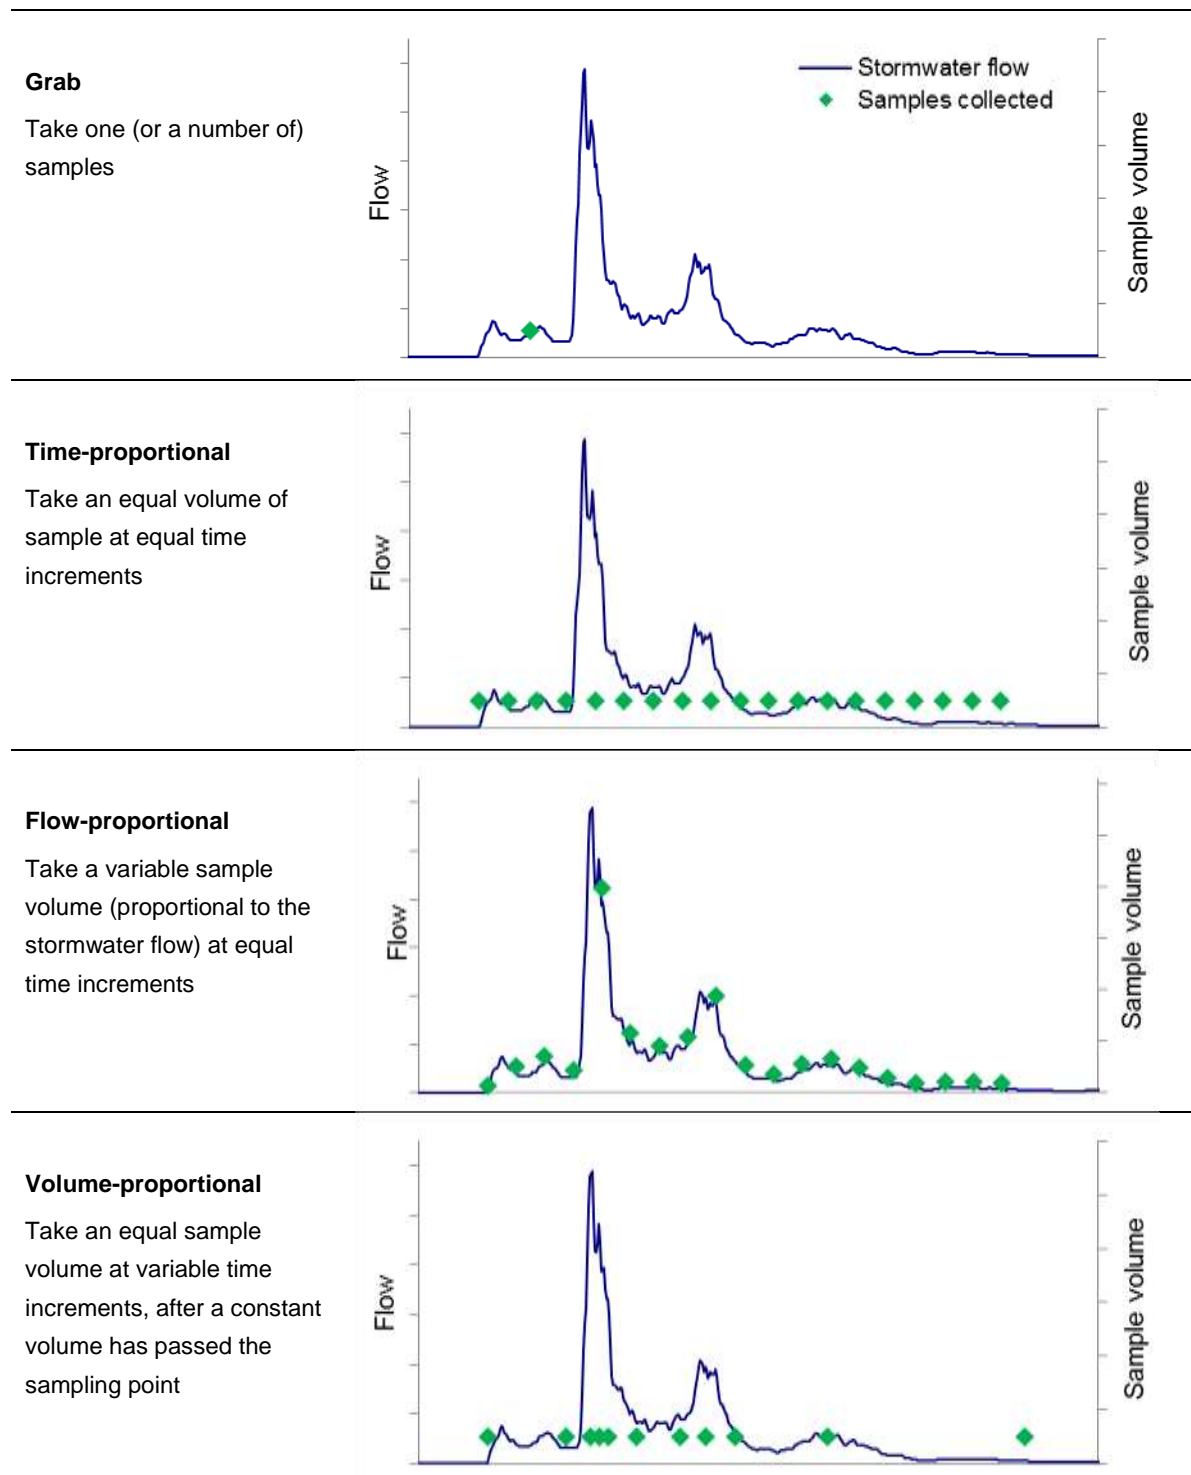 Grab
Take one (or a number of)
samples
Flow
Stormwater flow
Samples collected
Sample volume
Time-proportional
Take an equal volume of
sample at equal time
increments
Flow
Sample volume
Flow-proportional
Take a variable sample
volume (proportional to the
stormwater flow) at equal
time increments
Flow
Sample volume
Volume-proportional
Take an equal sample
volume at variable time
increments, after a constant
volume has passed the
sampling point
Flow
Sample volume